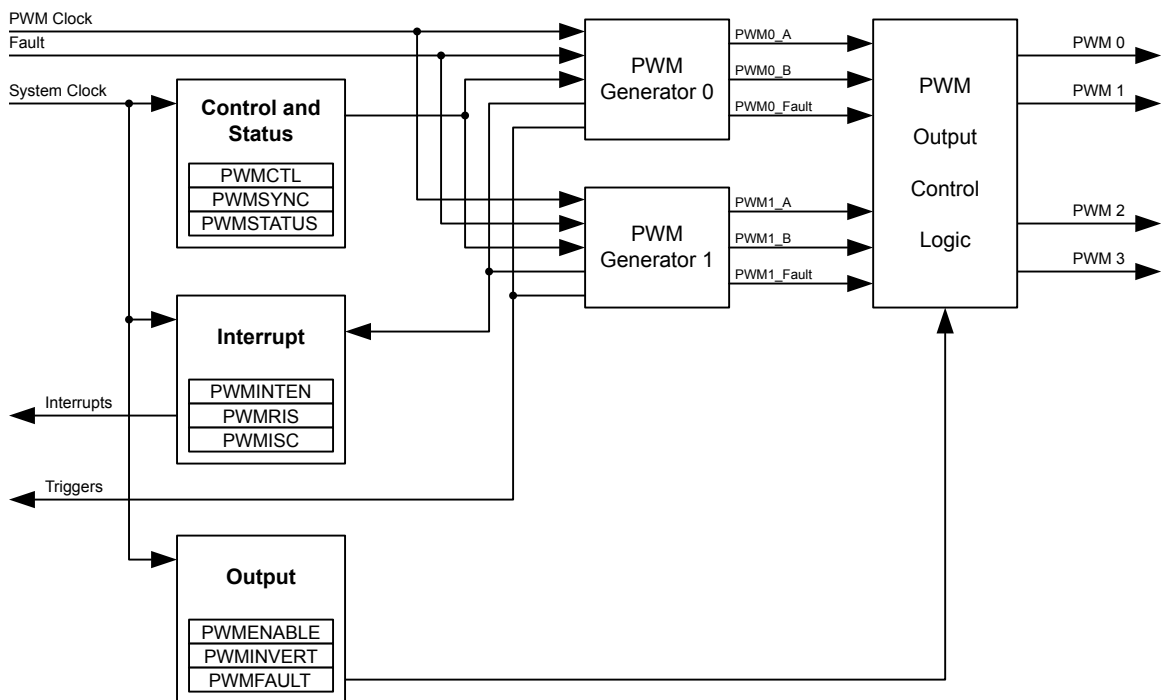 PWM Clock
Fault
System Clock
Control and
Status
PWMCTL
PWMSYNC
PWMSTATUS
Interrupt
PWMINTEN
PWMRIS
PWMISC
Interrupts
Triggers
Output
PWMENABLE
PWMINVERT
PWMFAULT
PWM
Generator 0
PWM0_A
PWM0_B
PWM0_Fault
PWM
Generator 1
PWM1_A
PWM1_B
PWM1_Fault
PWM
Output
Control
Logic
PWM 0
PWM 1
PWM 2
PWM 3